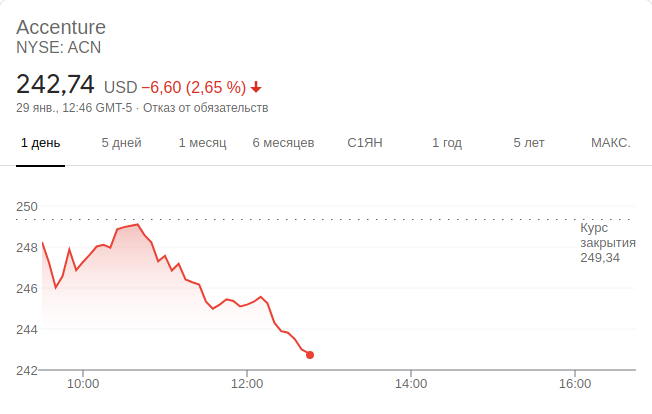 Accenture
NYSE: ACN
242,74 USD −6,60 (2,65 %)
29 янв., 12:46 GMT-5 · Отказ от обязательств
1 день 5 дней 1 месяц 6 месяцев С1ЯН 1 год 5 лет МАКС.
250
Курс
закрытия
249,34
248
246
244
242
10:00 12:00 14:00 16:00